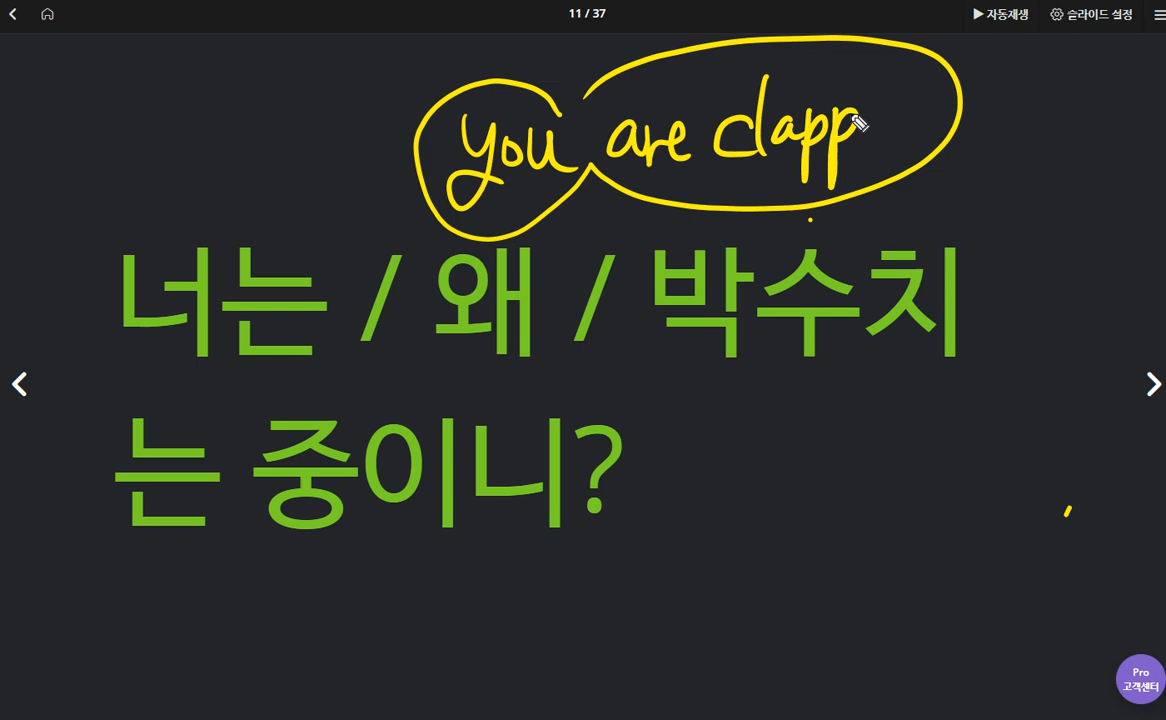 11 / 37
자동재생
슬라이드 설정
you are clapp
너는 / 왜 / 박수치
는 중이니?
Pro
고객센터